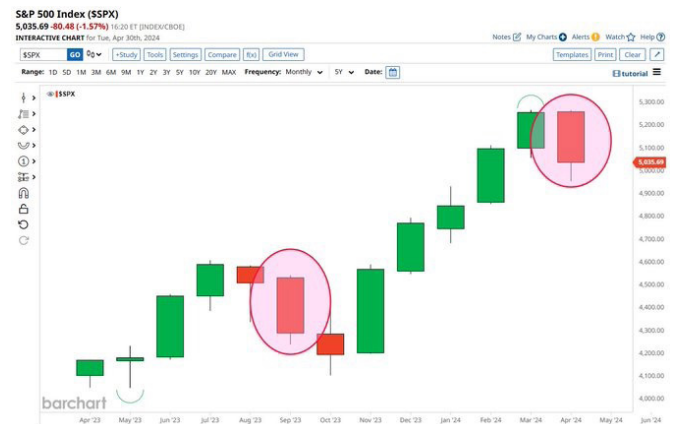 S&P 500 Index ($SPX)
5,035.69 -80.48 (-1.57%) 16:20 ET (INDEX/CBOE)
INTERACTIVE CHART for Tue, Apr 30th, 2024
Notes My Charts Alerts Watch Help
$SPX GO +Study Tools Settings Compare f(x) Grid View Templates Print Clear
Range: 1D 5D 1M 3M 6M 9M 1Y 2Y 3Y 5Y 10Y 20Y MAX Frequency: Monthly 5Y Date: tutorial
$SPX
5,300.00
5,200.00
5,100.00
5,035.69
5,000.00
4,900.00
4,800.00
4,700.00
4,600.00
4,500.00
4,400.00
4,300.00
4,200.00
4,100.00
4,000.00
barchart
Apr '23 May '23 Jun '23 Jul '23 Aug '23 Sep '23 Oct '23 Nov '23 Dec '23 Jan '24 Feb '24 Mar '24 Apr '24 May '24 Jun '24